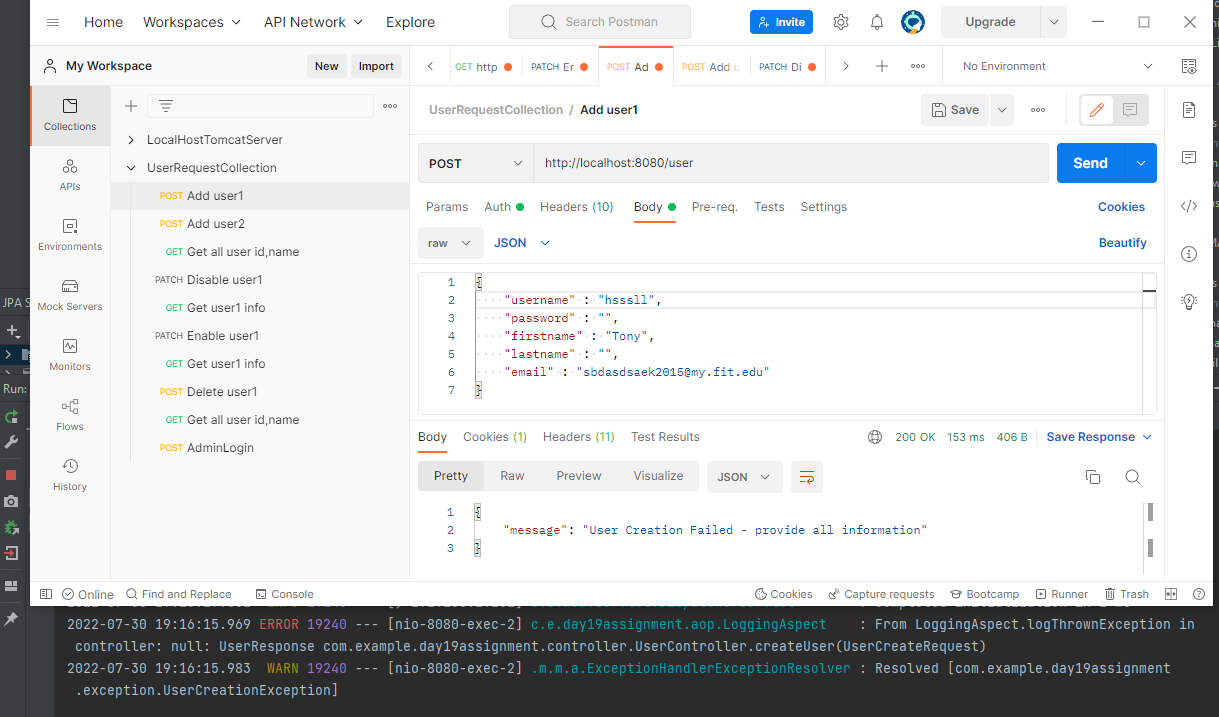 Home Workspaces API Network Explore Search Postman Invite Upgrade
My Workspace New Import GET http PATCH Er POST Ad POST Add u PATCH Di No Environment
Collections
APIs
Environments
Mock Servers
Monitors
Flows
History
LocalHostTomcatServer
UserRequestCollection
POST Add user1
POST Add user2
GET Get all user id,name
PATCH Disable user1
GET Get user1 info
PATCH Enable user1
GET Get user1 info
POST Delete user1
GET Get all user id,name
POST AdminLogin
UserRequestCollection / Add user1 Save
POST http://localhost:8080/user Send
Params Auth Headers (10) Body Pre-req. Tests Settings Cookies
raw JSON Beautify
1 {
2 "username" : "hsssll",
3 "password" : "",
4 "firstname" : "Tony",
5 "lastname" : "",
6 "email" : "sbdasdsaek2015@my.fit.edu"
7 }
Body Cookies (1) Headers (11) Test Results 200 OK 153 ms 406 B Save Response
Pretty Raw Preview Visualize JSON
1 {
2 "message": "User Creation Failed - provide all information"
3 }
Online Find and Replace Console Cookies Capture requests Bootcamp Runner Trash
JPA S
Run:
2022-07-30 19:16:15.969 ERROR 19240 --- [nio-8080-exec-2] c.e.day19assignment.aop.LoggingAspect : From LoggingAspect.logThrownException in
controller: null: UserResponse com.example.day19assignment.controller.UserController.createUser(UserCreateRequest)
2022-07-30 19:16:15.983 WARN 19240 --- [nio-8080-exec-2] .m.m.a.ExceptionHandlerExceptionResolver : Resolved [com.example.day19assignment
.exception.UserCreationException]